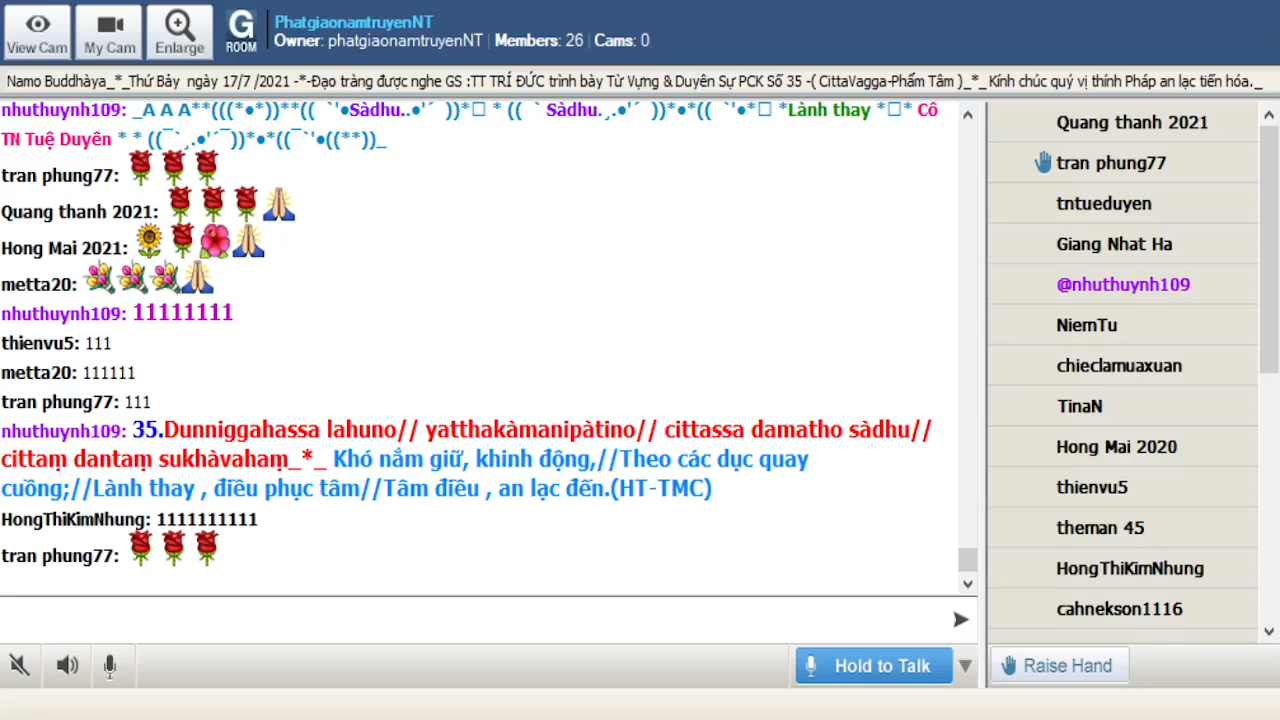 View Cam
My Cam
Enlarge
G
ROOM
PhatgiaonamtruyenNT
Owner: phatgiaonamtruyenNT | Members: 26 | Cams: 0
Namo Buddhàya_*_Thứ Bảy ngày 17/7 /2021 -*-Đạo tràng được nghe GS :TT TRÍ ĐỨC trình bày Từ Vựng & Duyên Sự PCK Số 35 -( CittaVagga-Phẩm Tâm )_*_ Kính chúc quý vị thính Pháp an lạc tiến hóa._
nhuthuynh109: _A A A**(((*•*))**(( `'•Sàdhu..•'´ ))*•□ * (( ` Sàdhu.¸.•'´ ))*•*(( `'•*□ *Lành thay *□* Cô
TN Tuệ Duyên * * ((¯`¸.•'´¯))*•*((¯`'•((**))_
tran phung77:
Quang thanh 2021:
Hong Mai 2021:
metta20:
nhuthuynh109: 11111111
thienvu5: 111
metta20: 111111
tran phung77: 111
nhuthuynh109: 35.Dunniggahassa lahuno// yatthakàmanipàtino// cittassa damatho sàdhu//
cittaṃ dantaṃ sukhàvahaṃ_*_ Khó nắm giữ, khinh động,//Theo các dục quay
cuồng;//Lành thay , điều phục tâm//Tâm điều , an lạc đến.(HT-TMC)
HongThiKimNhung: 1111111111
tran phung77:
Hold to Talk
Quang thanh 2021
tran phung77
tntueduyen
Giang Nhat Ha
@nhuthuynh109
NiemTu
chieclamuaxuan
TinaN
Hong Mai 2020
thienvu5
theman 45
HongThiKimNhung
cahnekson1116
Raise Hand